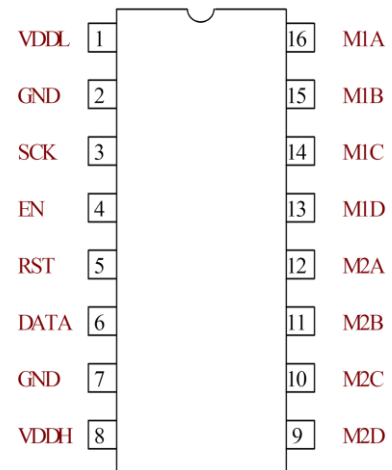 VDDL 1 16 M1A
GND 2 15 M1B
SCK 3 14 M1C
EN 4 13 M1D
RST 5 12 M2A
DATA 6 11 M2B
GND 7 10 M2C
VDDH 8 9 M2D